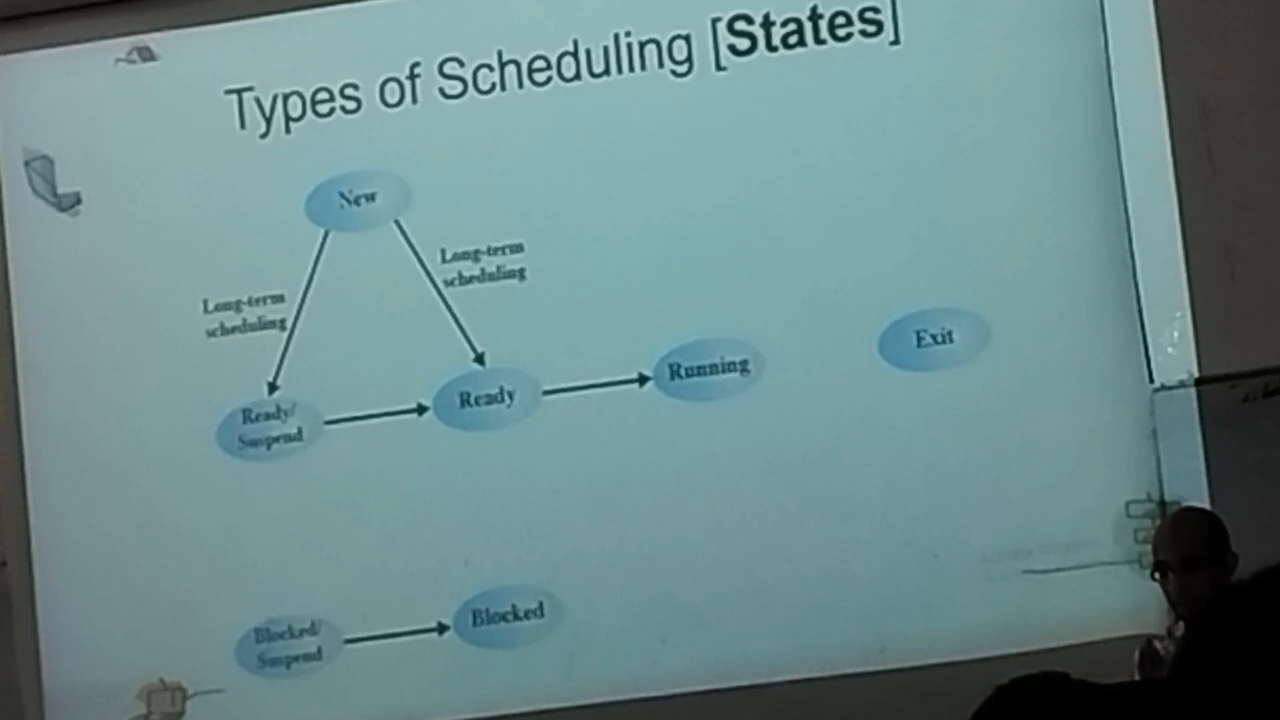 Types of Scheduling [States]
New
Long-term
scheduling
Long-term
scheduling
Ready/
Suspend
Ready
Running
Exit
Blocked/
Suspend
Blocked